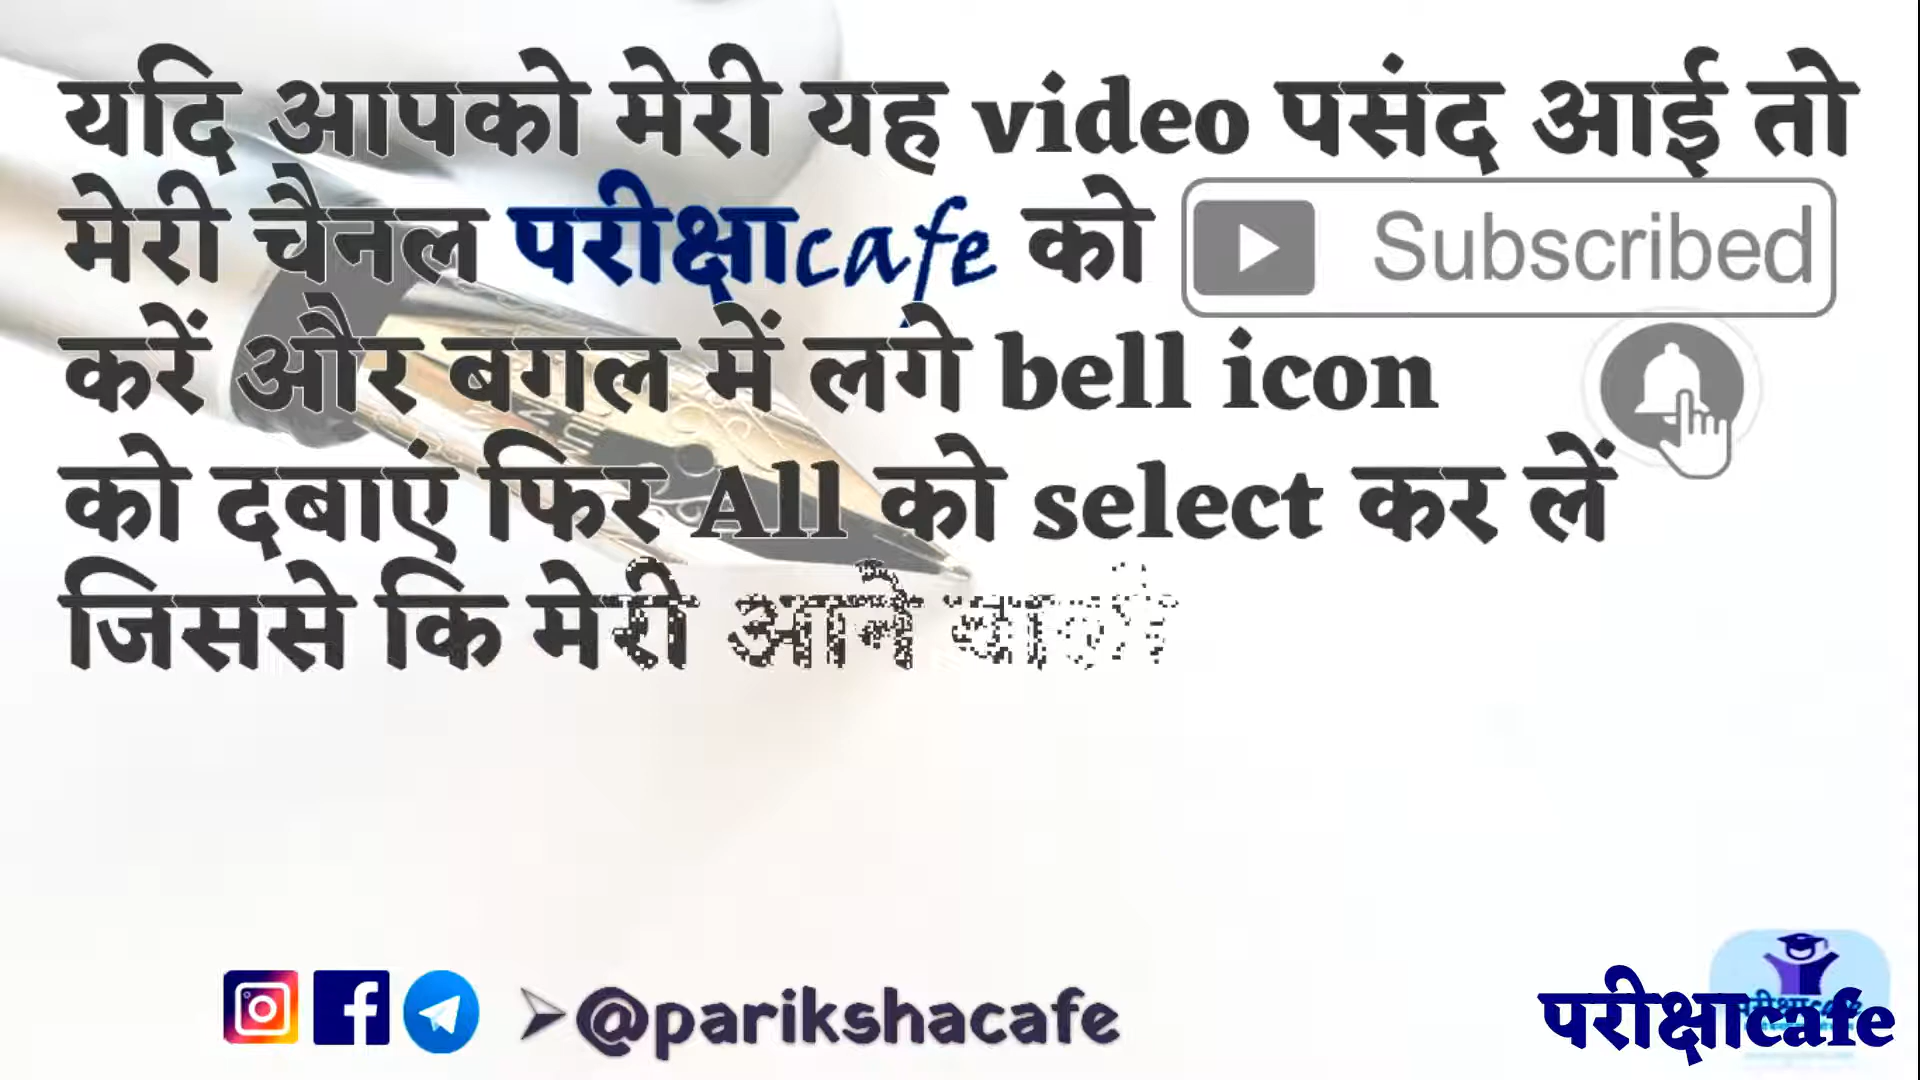 यदि आपको मेरी यह video पसंद आई तो
मेरी चैनल परीक्षाcafe को Subscribed
करें और बगल में लगे bell icon
को दबाएं फिर All को select कर लें
जिससे कि मेरी आने
@parikshacafe
परीक्षाcafe